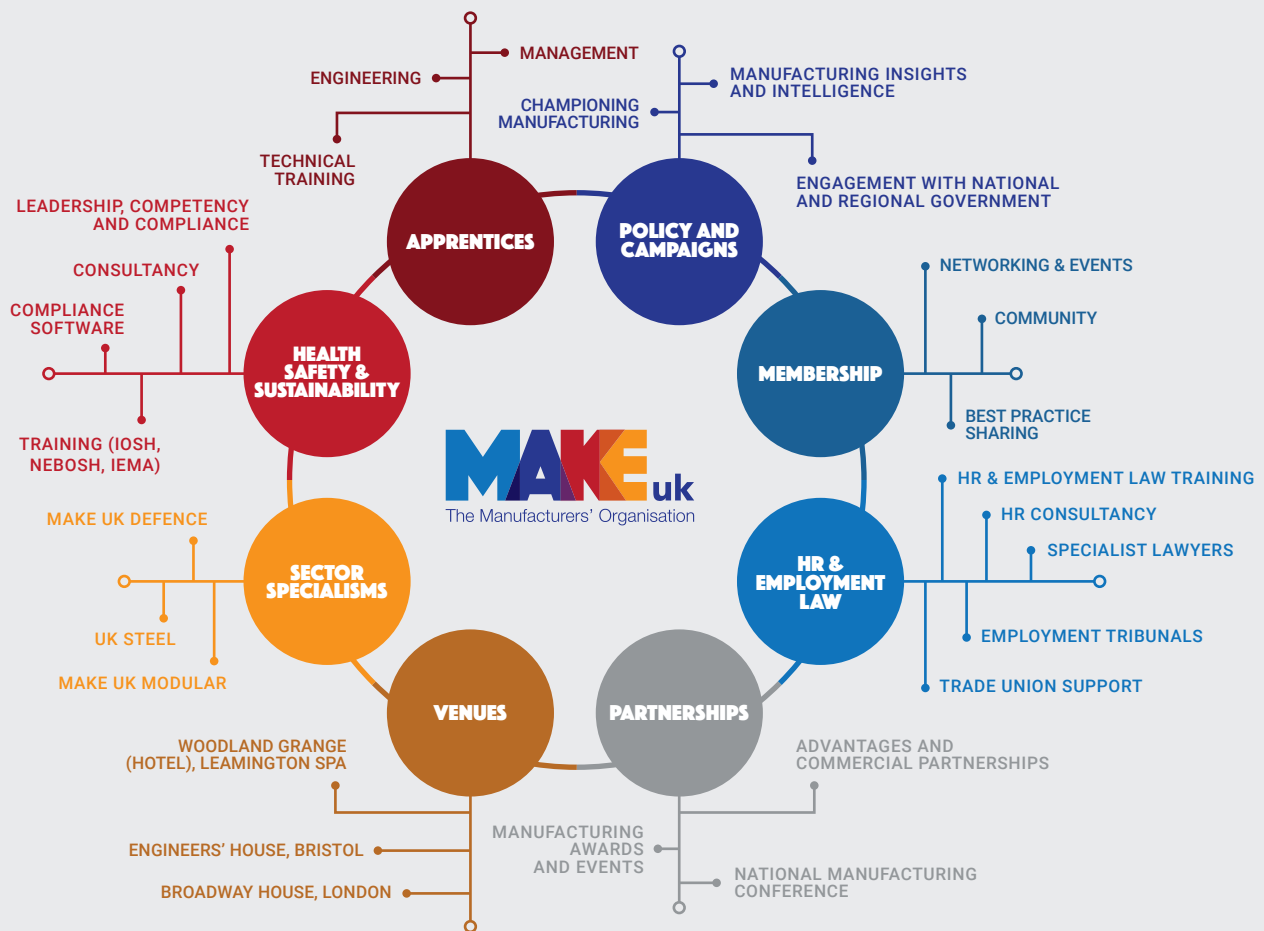 MANAGEMENT
ENGINEERING
TECHNICAL
TRAINING
APPRENTICES
MANUFACTURING INSIGHTS
AND INTELLIGENCE
CHAMPIONING
MANUFACTURING
ENGAGEMENT WITH NATIONAL
AND REGIONAL GOVERNMENT
POLICY AND
CAMPAIGNS
LEADERSHIP, COMPETENCY
AND COMPLIANCE
CONSULTANCY
COMPLIANCE
SOFTWARE
TRAINING (IOSH,
NEBOSH, IEMA)
HEALTH
SAFETY &
SUSTAINABILITY
NETWORKING & EVENTS
COMMUNITY
BEST PRACTICE
SHARING
MEMBERSHIP
MAKE uk
The Manufacturers' Organisation
MAKE UK DEFENCE
UK STEEL
MAKE UK MODULAR
SECTOR
SPECIALISMS
HR & EMPLOYMENT LAW TRAINING
HR CONSULTANCY
SPECIALIST LAWYERS
EMPLOYMENT TRIBUNALS
TRADE UNION SUPPORT
HR &
EMPLOYMENT
LAW
VENUES
WOODLAND GRANGE
(HOTEL), LEAMINGTON SPA
ENGINEERS' HOUSE, BRISTOL
BROADWAY HOUSE, LONDON
PARTNERSHIPS
ADVANTAGES AND
COMMERCIAL PARTNERSHIPS
MANUFACTURING
AWARDS
AND EVENTS
NATIONAL MANUFACTURING
CONFERENCE